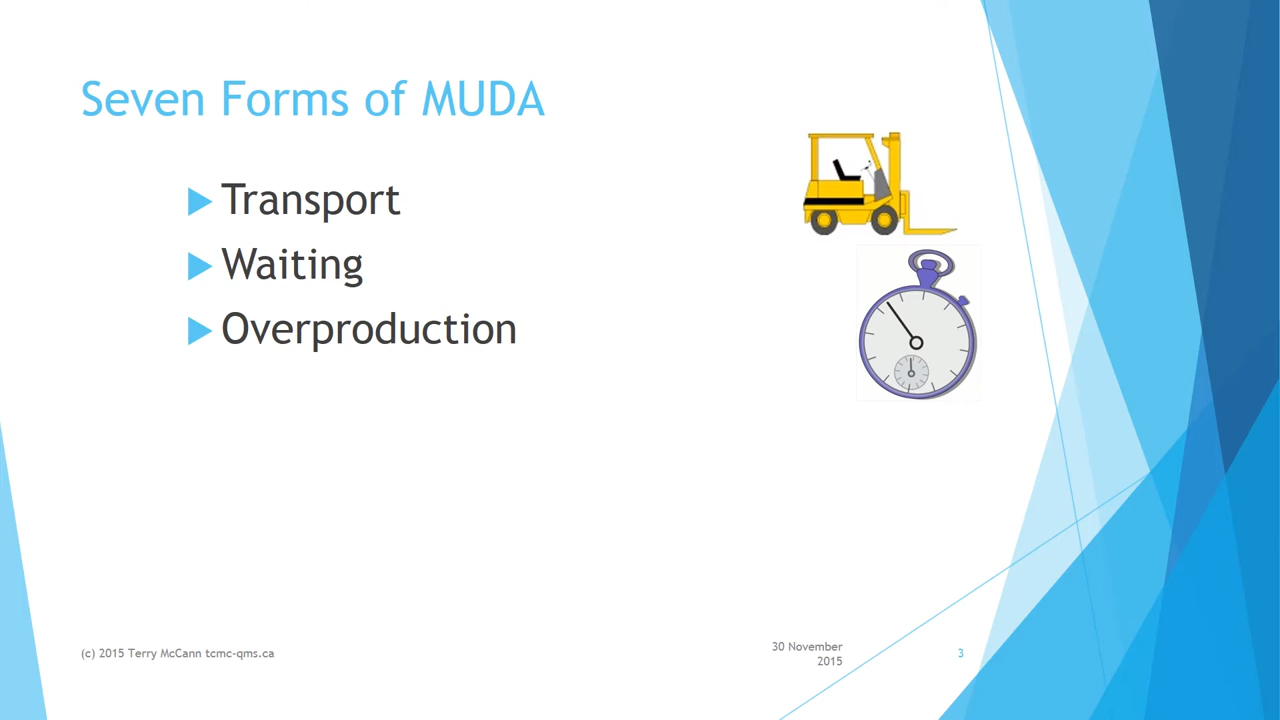 Seven Forms of MUDA
Transport
Waiting
Overproduction
(c) 2015 Terry McCann tcmc-qms.ca
30 November
2015
3